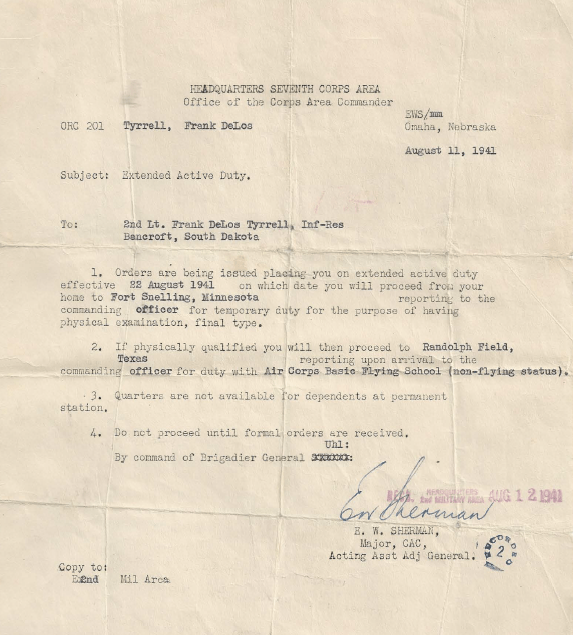 HEADQUARTERS SEVENTH CORPS AREA
Office of the Corps Area Commander
EWS/mm
ORC 201 Tyrrell, Frank DeLos Omaha, Nebraska
August 11, 1941
Subject: Extended Active Duty.
To: 2nd Lt. Frank DeLos Tyrrell, Inf-Res
Bancroft, South Dakota
1. Orders are being issued placing you on extended active duty
effective 22 August 1941 on which date you will proceed from your
home to Fort Snelling, Minnesota reporting to the
commanding officer for temporary duty for the purpose of having
physical examination, final type.
2. If physically qualified you will then proceed to Randolph Field,
Texas reporting upon arrival to the
commanding officer for duty with Air Corps Basic Flying School (non-flying status).
3. Quarters are not available for dependents at permanent
station.
4. Do not proceed until formal orders are received.
Uhl:
By command of Brigadier General
HEADQUARTERS
2nd MILITARY AREA AUG 12 1941
EW Sherman
E. W. SHERMAN,
Major, CAC,
Acting Asst Adj General.
RECORDED
2
Copy to:
2nd Mil Area